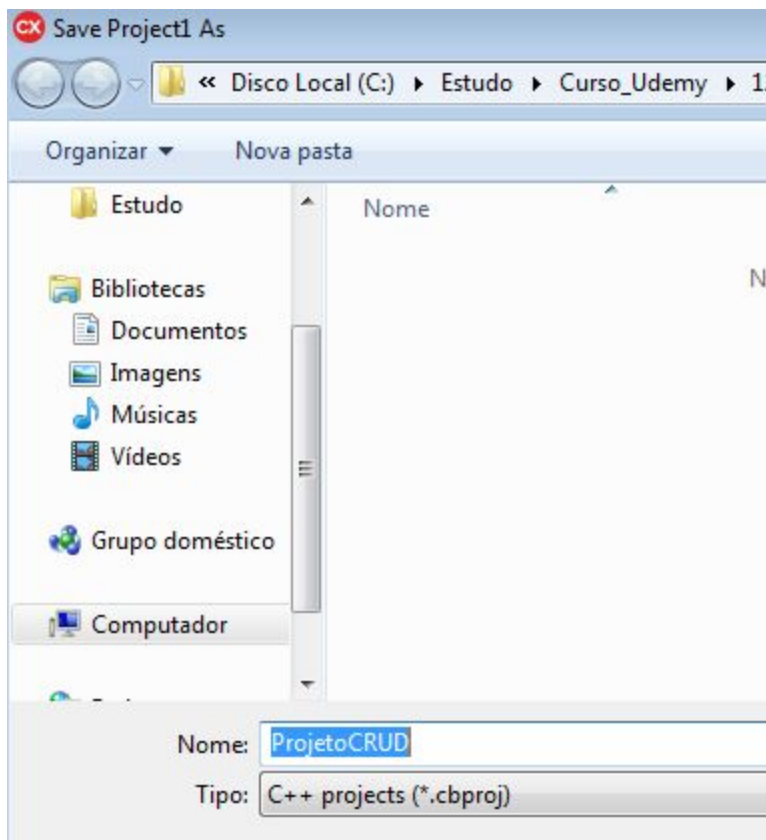 CX Save Project1 As
« Disco Local (C:) Estudo Curso_Udemy
Organizar Nova pasta
Estudo
Nome
Bibliotecas
Documentos
Imagens
Músicas
Vídeos
Grupo doméstico
Computador
Nome: ProjetoCRUD
Tipo: C++ projects (*.cbproj)